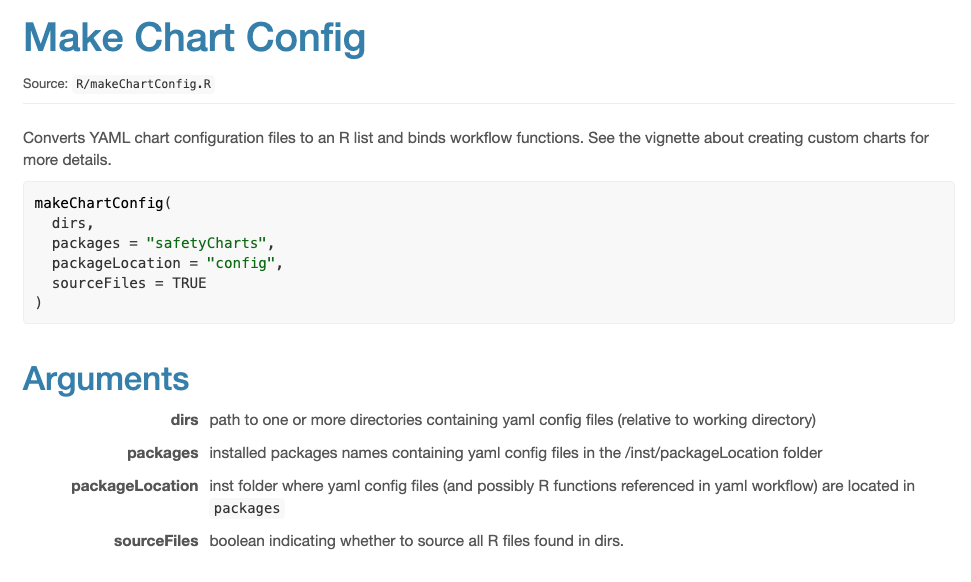 Make Chart Config
Source: R/makeChartConfig.R
Converts YAML chart configuration files to an R list and binds workflow functions. See the vignette about creating custom charts for
more details.
makeChartConfig(
  dirs,
  packages = "safetyCharts",
  packageLocation = "config",
  sourceFiles = TRUE
)
Arguments
dirs path to one or more directories containing yaml config files (relative to working directory)
packages installed packages names containing yaml config files in the /inst/packageLocation folder
packageLocation inst folder where yaml config files (and possibly R functions referenced in yaml workflow) are located in
packages
sourceFiles boolean indicating whether to source all R files found in dirs.